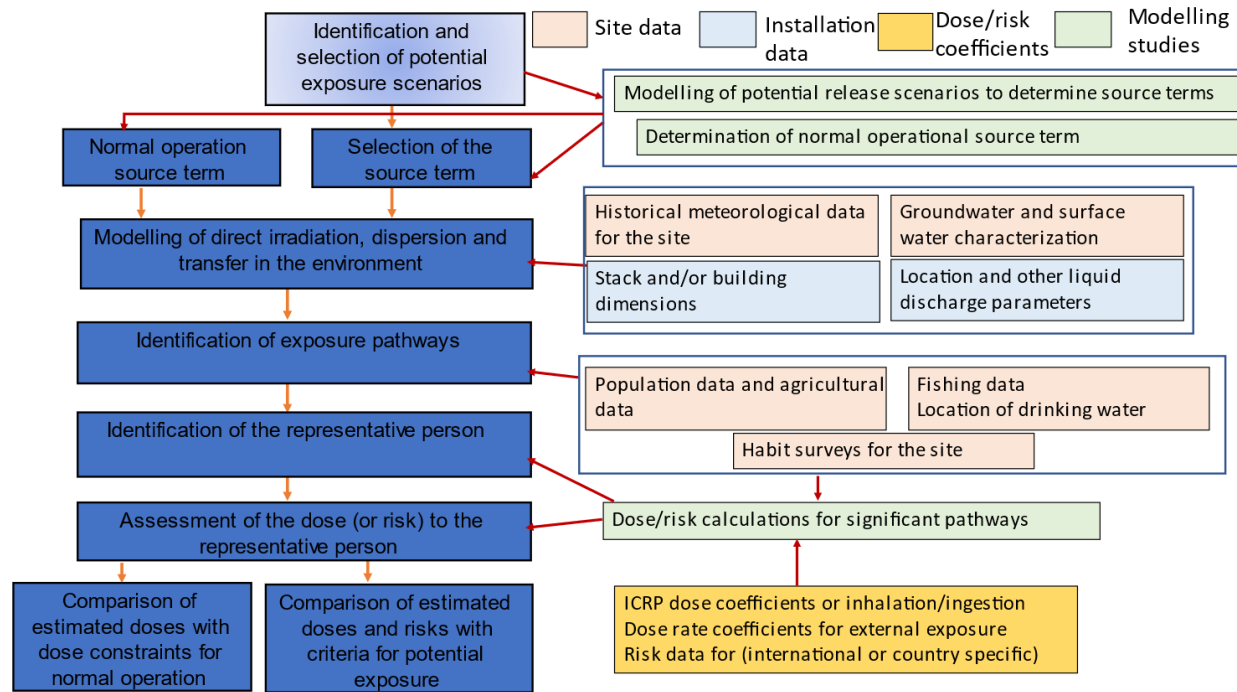 Identification and
selection of potential
exposure scenarios
Site data
Installation
data
Dose/risk
coefficients
Modelling
studies
Modelling of potential release scenarios to determine source terms
Determination of normal operational source term
Normal operation
source term
Selection of the
source term
Historical meteorological data
for the site
Groundwater and surface
water characterization
Modelling of direct irradiation, dispersion and
transfer in the environment
Stack and/or building
dimensions
Location and other liquid
discharge parameters
Identification of exposure pathways
Population data and agricultural
data
Fishing data
Location of drinking water
Identification of the representative person
Habit surveys for the site
Assessment of the dose (or risk) to the
representative person
Dose/risk calculations for significant pathways
Comparison of
estimated doses with
dose constraints for
normal operation
Comparison of estimated
doses and risks with
criteria for potential
exposure
ICRP dose coefficients or inhalation/ingestion
Dose rate coefficients for external exposure
Risk data for (international or country specific)